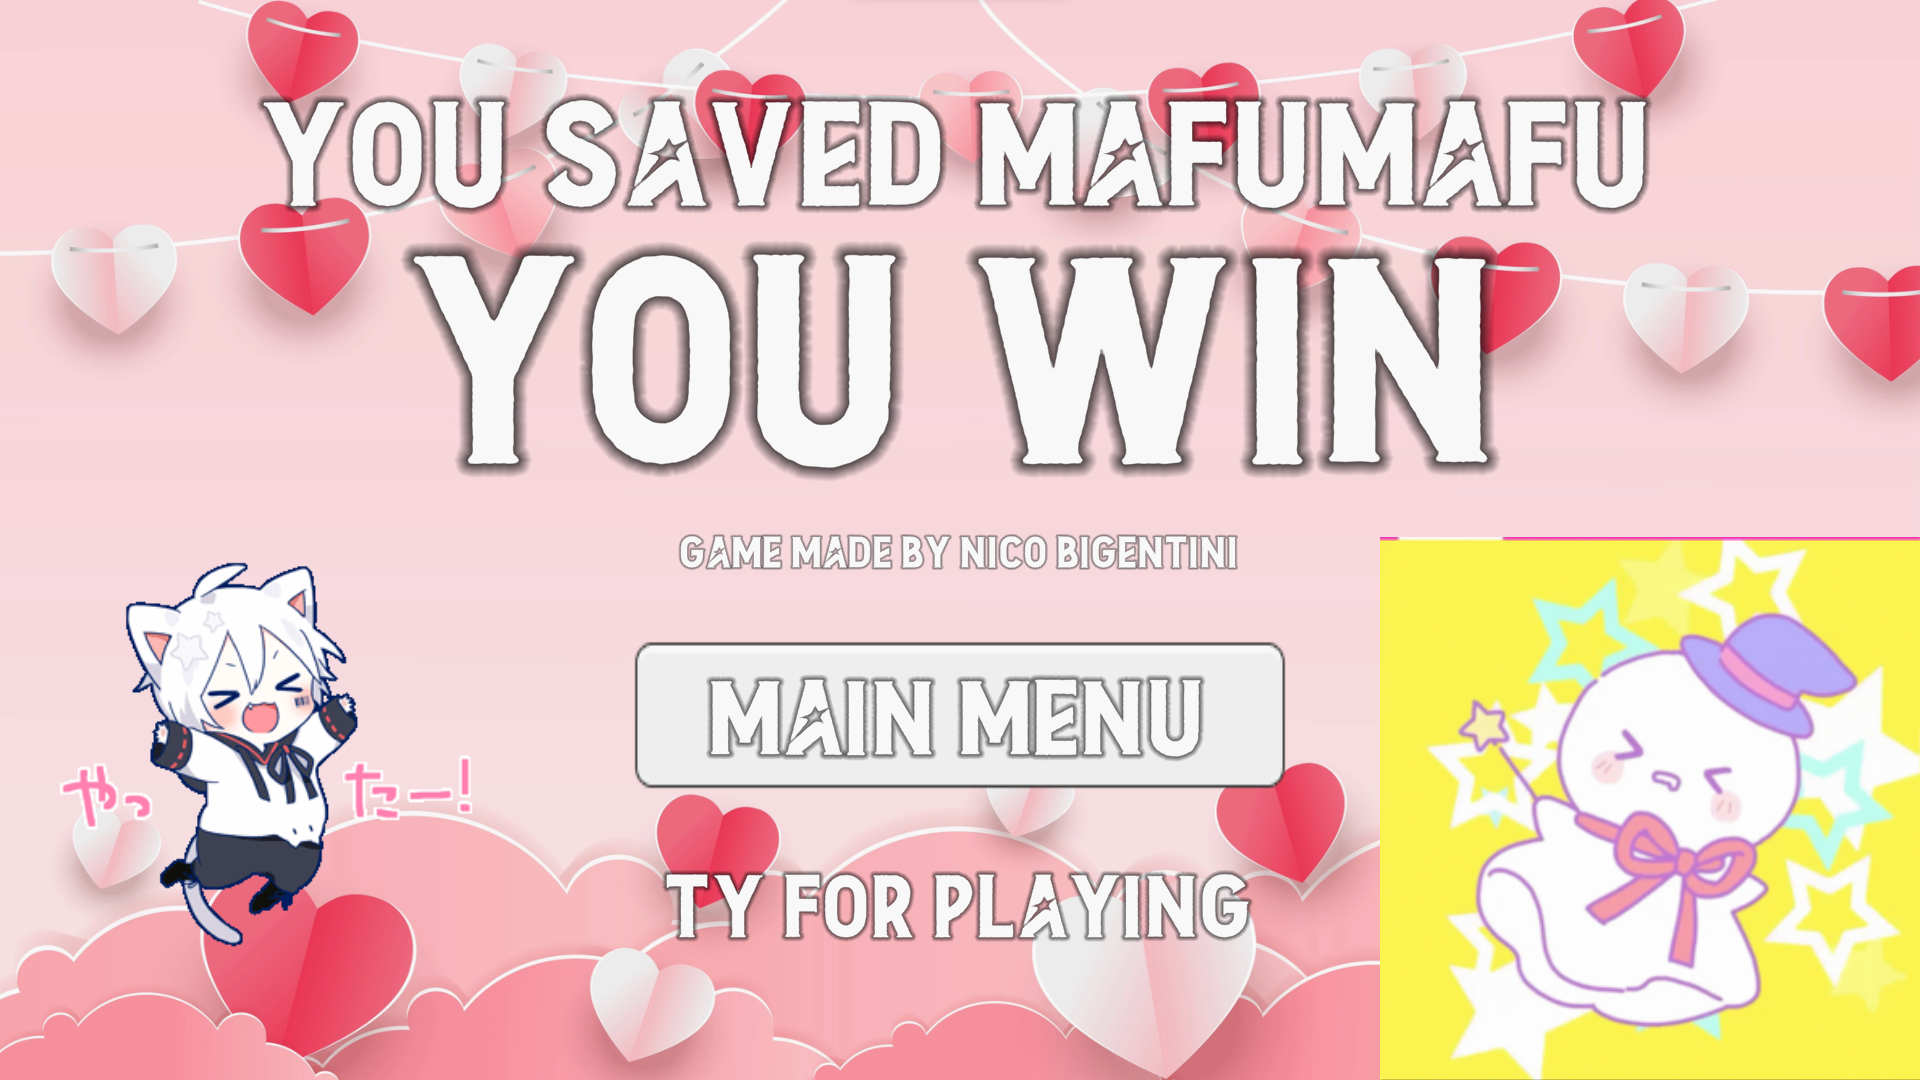 YOU SAVED MAFUMAFU
YOU WIN
GAME MADE BY NICO BIGENTINI
MAIN MENU
やったー!
TY FOR PLAYING